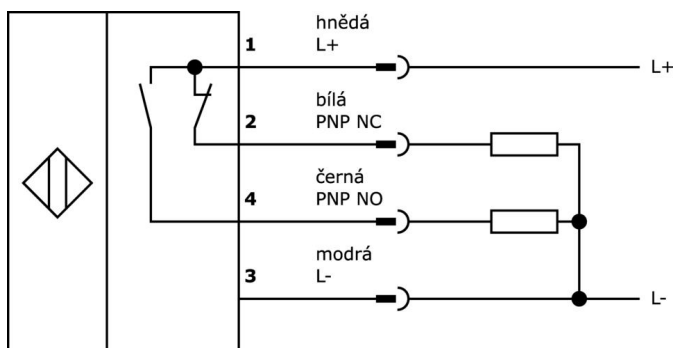 hnědá
1 L+
L+
bílá
2 PNP NC
černá
4 PNP NO
modrá
3 L-
L-